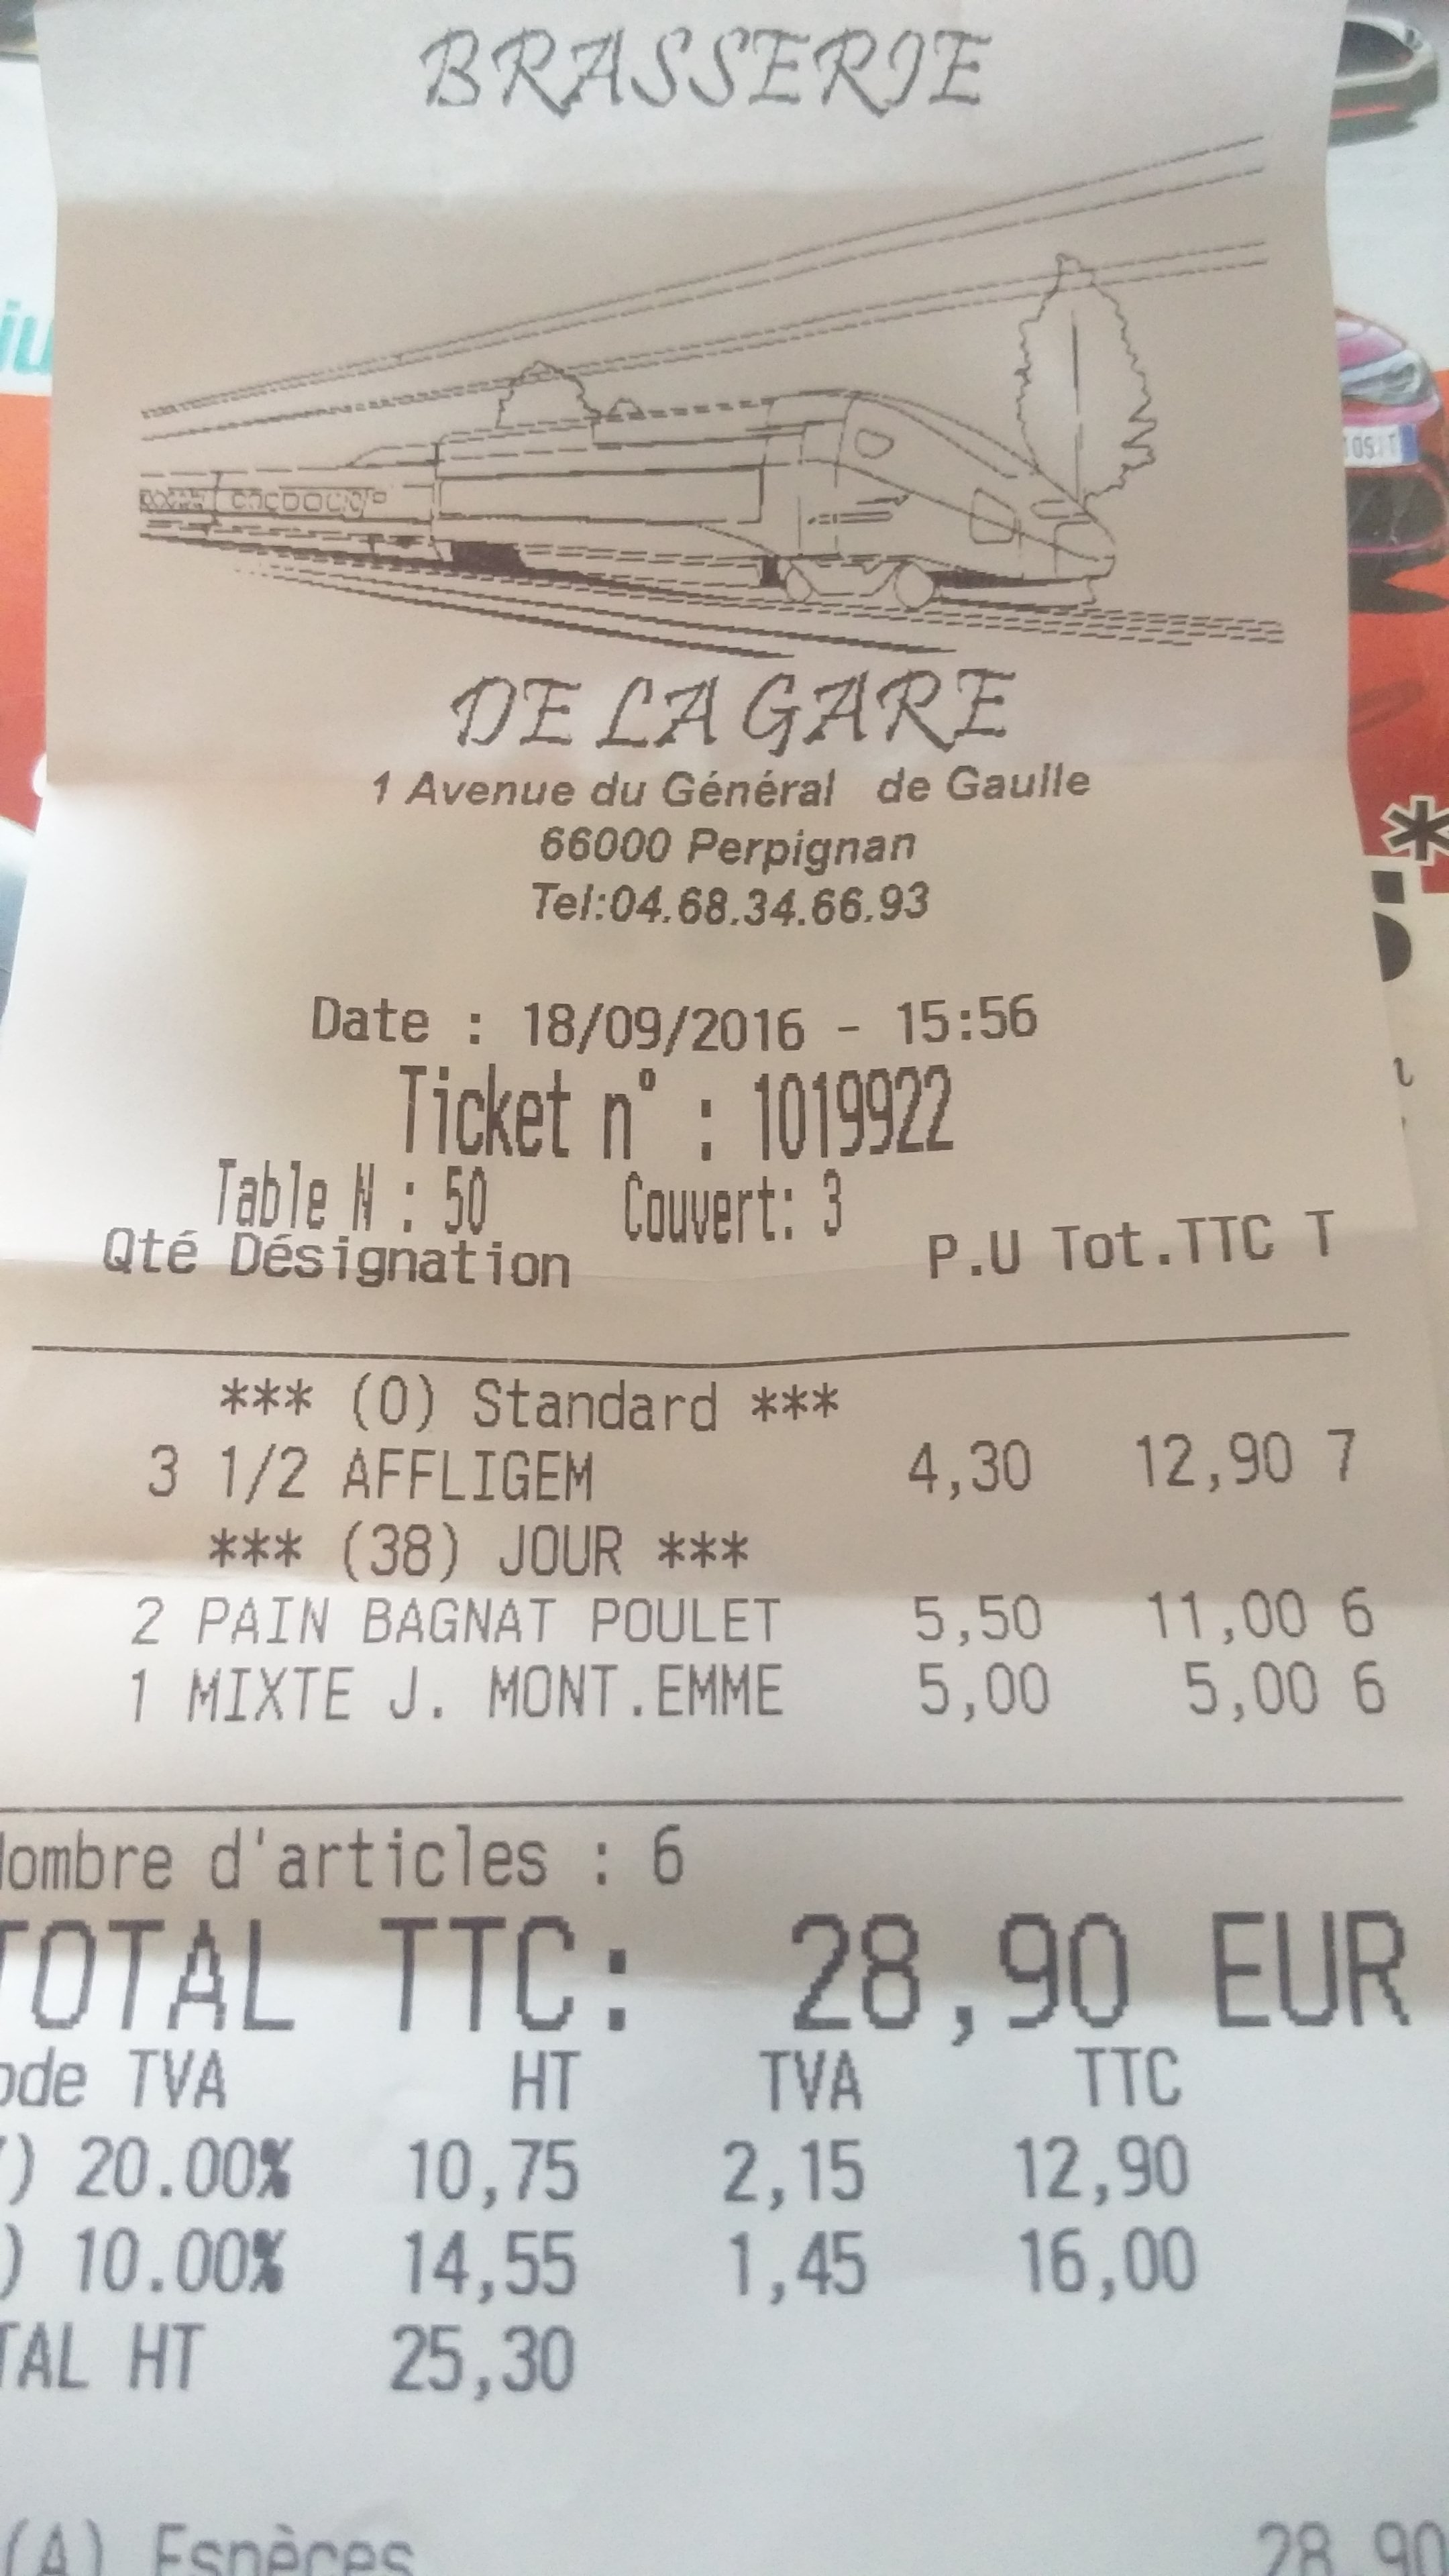 BRASSERIE
DE LA GARE
1 Avenue du Général de Gaulle
66000 Perpignan
Tel:04.68.34.66.93
Date : 18/09/2016 - 15:56
Ticket n° : 1019922
Table N : 50 Couvert: 3
Qté Désignation P.U Tot.TTC T
*** (0) Standard ***
3 1/2 AFFLIGEM 4,30 12,90 7
*** (38) JOUR ***
2 PAIN BAGNAT POULET 5,50 11,00 6
1 MIXTE J. MONT.EMME 5,00 5,00 6
ombre d'articles : 6
TOTAL TTC: 28,90 EUR
ode TVA HT TVA TTC
) 20.00% 10,75 2,15 12,90
) 10.00% 14,55 1,45 16,00
TAL HT 25,30
(A) Espèces 28,90